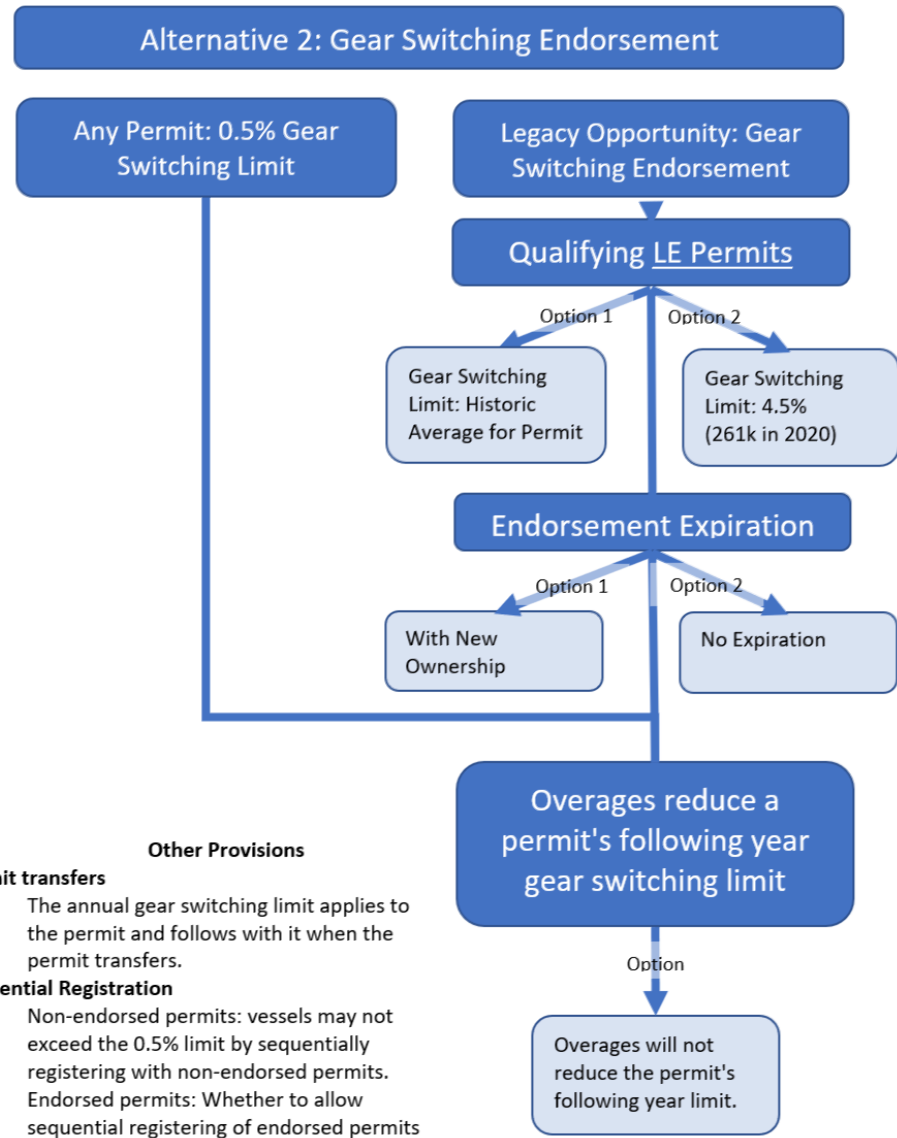 Alternative 2: Gear Switching Endorsement
Any Permit: 0.5% Gear
Switching Limit
Legacy Opportunity: Gear
Switching Endorsement
Qualifying LE Permits
Option 1
Option 2
Gear Switching
Limit: Historic
Average for Permit
Gear Switching
Limit: 4.5%
(261k in 2020)
Endorsement Expiration
Option 1
Option 2
With New
Ownership
No Expiration
Overages reduce a
permit's following year
gear switching limit
Option
Overages will not
reduce the permit's
following year limit.
Other Provisions
transfers
The annual gear switching limit applies to
the permit and follows with it when the
permit transfers.
Registration
Non-endorsed permits: vessels may not
exceed the 0.5% limit by sequentially
registering with non-endorsed permits.
Endorsed permits: Whether to allow
sequential registering of endorsed permits